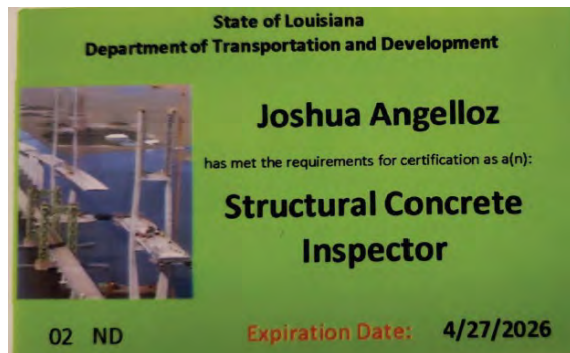 State of Louisiana
Department of Transportation and Development
Joshua Angelloz
has met the requirements for certification as a(n):
Structural Concrete
Inspector
02 ND
Expiration Date: 4/27/2026